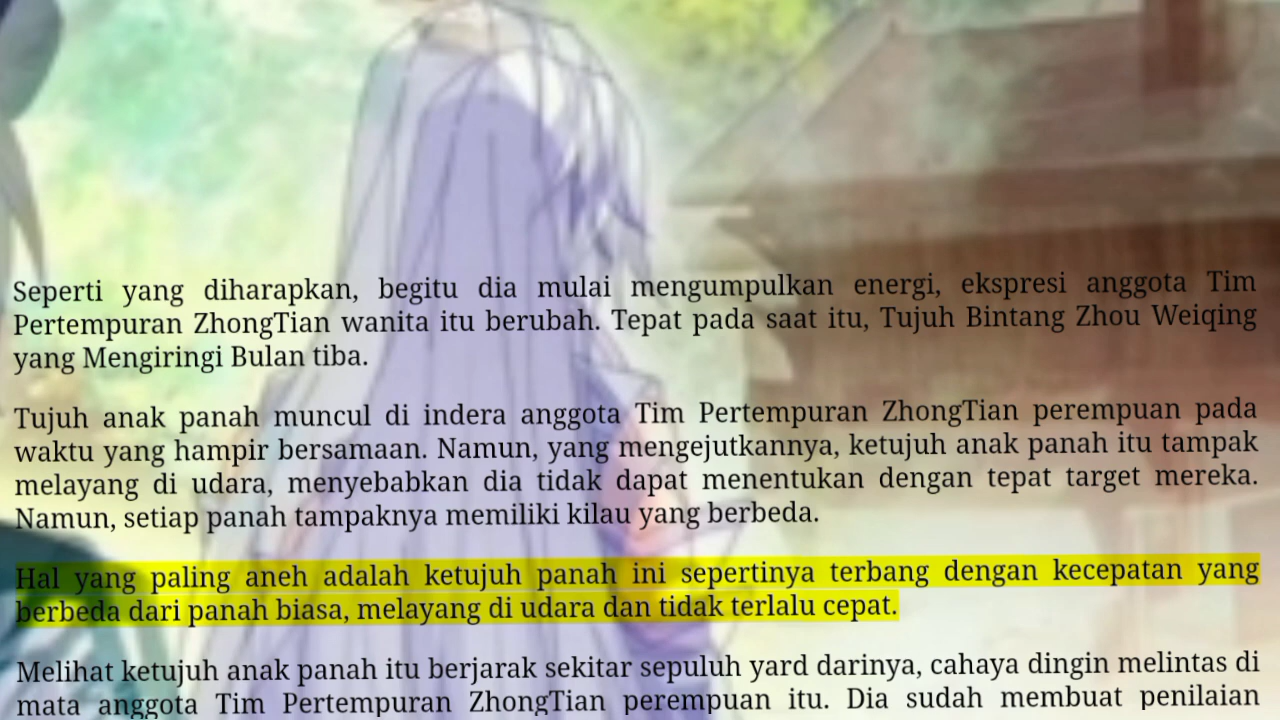 Seperti yang diharapkan, begitu dia mulai mengumpulkan energi, ekspresi anggota Tim
Pertempuran ZhongTian wanita itu berubah. Tepat pada saat itu, Tujuh Bintang Zhou Weiqing
yang Mengiringi Bulan tiba.
Tujuh anak panah muncul di indera anggota Tim Pertempuran ZhongTian perempuan pada
waktu yang hampir bersamaan. Namun, yang mengejutkannya, ketujuh anak panah itu tampak
melayang di udara, menyebabkan dia tidak dapat menentukan dengan tepat target mereka.
Namun, setiap panah tampaknya memiliki kilau yang berbeda.
Hal yang paling aneh adalah ketujuh panah ini sepertinya terbang dengan kecepatan yang
berbeda dari panah biasa, melayang di udara dan tidak terlalu cepat.
Melihat ketujuh anak panah itu berjarak sekitar sepuluh yard darinya, cahaya dingin melintas di
mata anggota Tim Pertempuran ZhongTian perempuan itu. Dia sudah membuat penilaian